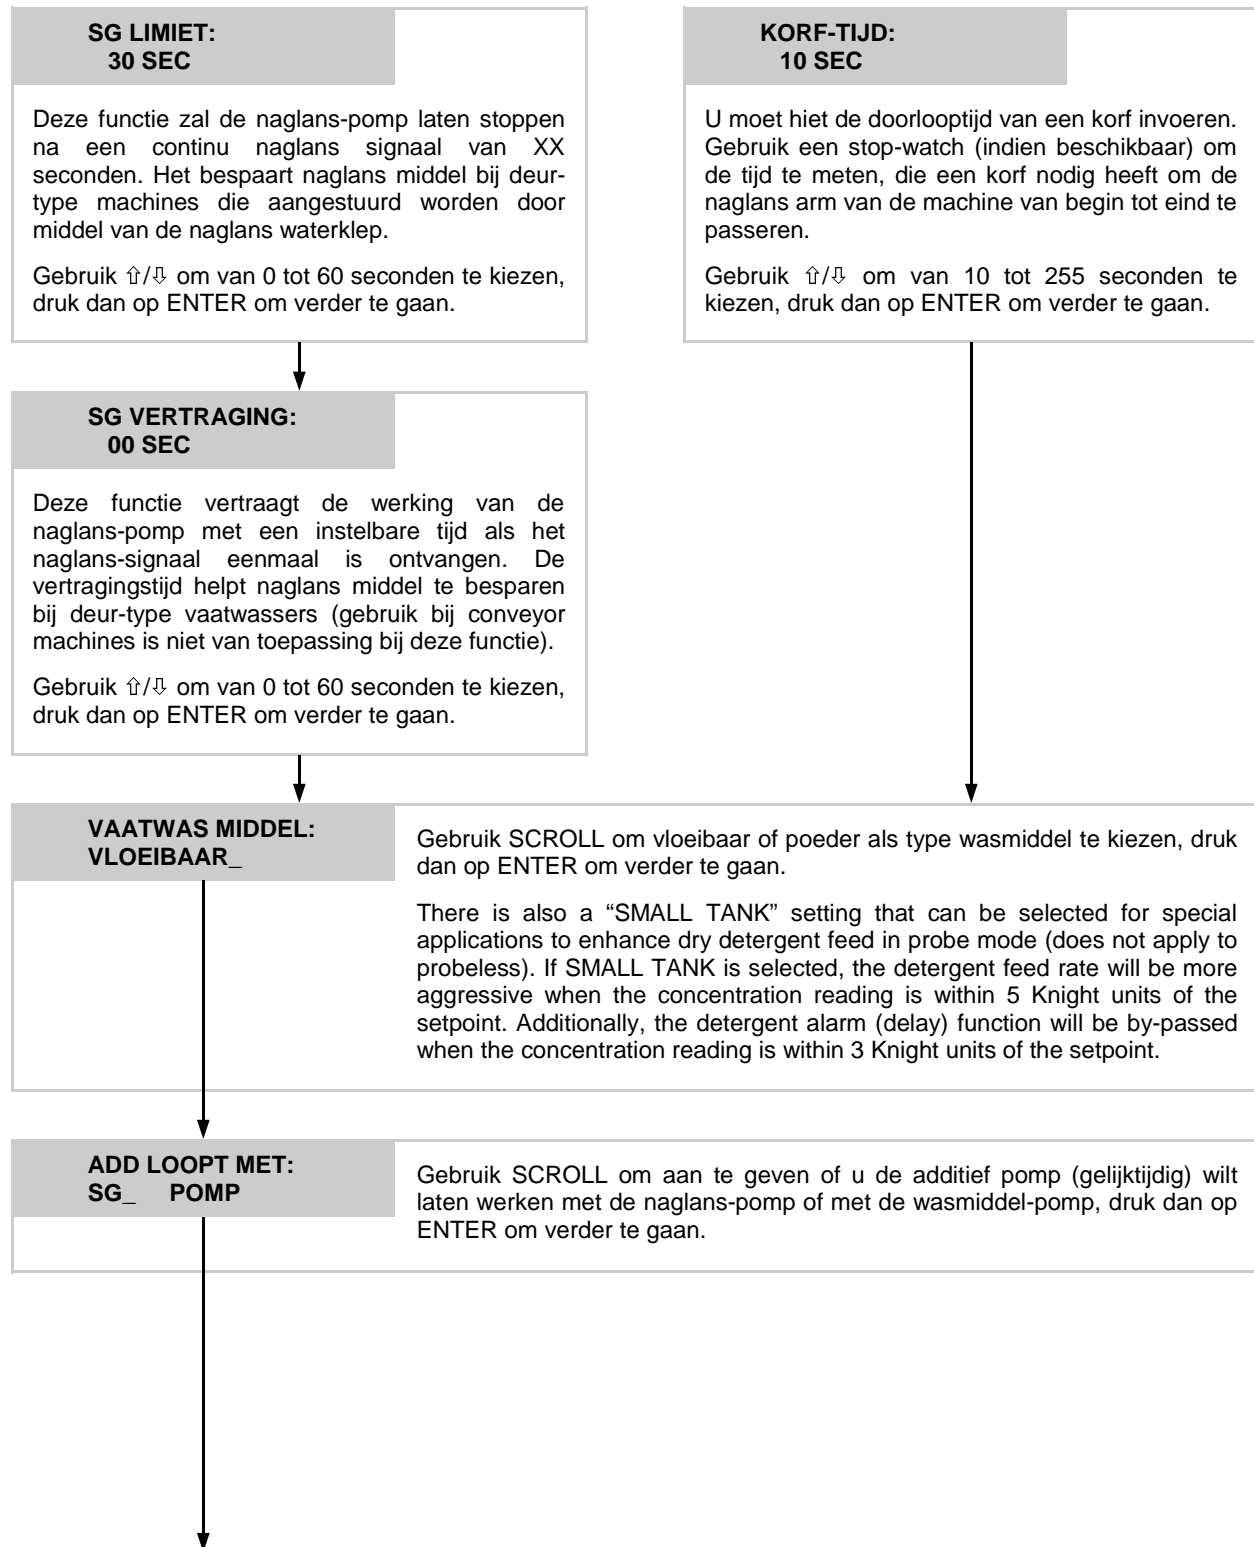 SG LIMIET:
30 SEC
Deze functie zal de naglans-pomp laten stoppen
na een continu naglans signaal van XX
seconden. Het bespaart naglans middel bij deur-
type machines die aangestuurd worden door
middel van de naglans waterklep.
Gebruik ⇧/⇩ om van 0 tot 60 seconden te kiezen,
druk dan op ENTER om verder te gaan.
KORF-TIJD:
10 SEC
U moet hiet de doorlooptijd van een korf invoeren.
Gebruik een stop-watch (indien beschikbaar) om
de tijd te meten, die een korf nodig heeft om de
naglans arm van de machine van begin tot eind te
passeren.
Gebruik ⇧/⇩ om van 10 tot 255 seconden te
kiezen, druk dan op ENTER om verder te gaan.
SG VERTRAGING:
00 SEC
Deze functie vertraagt de werking van de
naglans-pomp met een instelbare tijd als het
naglans-signaal eenmaal is ontvangen. De
vertragingstijd helpt naglans middel te besparen
bij deur-type vaatwassers (gebruik bij conveyor
machines is niet van toepassing bij deze functie).
Gebruik ⇧/⇩ om van 0 tot 60 seconden te kiezen,
druk dan op ENTER om verder te gaan.
VAATWAS MIDDEL:
VLOEIBAAR_
Gebruik SCROLL om vloeibaar of poeder als type wasmiddel te kiezen, druk
dan op ENTER om verder te gaan.
There is also a “SMALL TANK” setting that can be selected for special
applications to enhance dry detergent feed in probe mode (does not apply to
probeless). If SMALL TANK is selected, the detergent feed rate will be more
aggressive when the concentration reading is within 5 Knight units of the
setpoint. Additionally, the detergent alarm (delay) function will be by-passed
when the concentration reading is within 3 Knight units of the setpoint.
ADD LOOPT MET:
SG_ POMP
Gebruik SCROLL om aan te geven of u de additief pomp (gelijktijdig) wilt
laten werken met de naglans-pomp of met de wasmiddel-pomp, druk dan op
ENTER om verder te gaan.